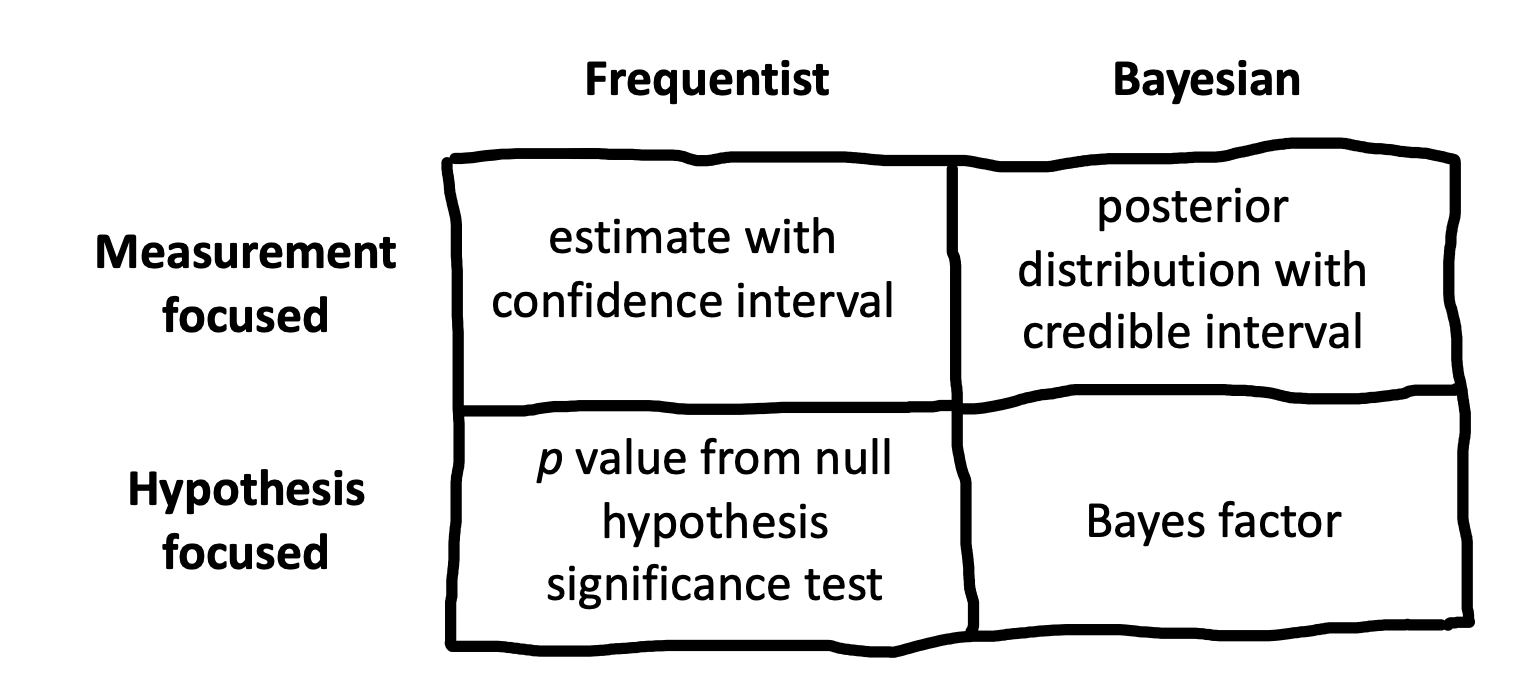 Frequentist
Bayesian
Measurement
focused
estimate with
confidence interval
posterior
distribution with
credible interval
Hypothesis
focused
p value from null
hypothesis
significance test
Bayes factor